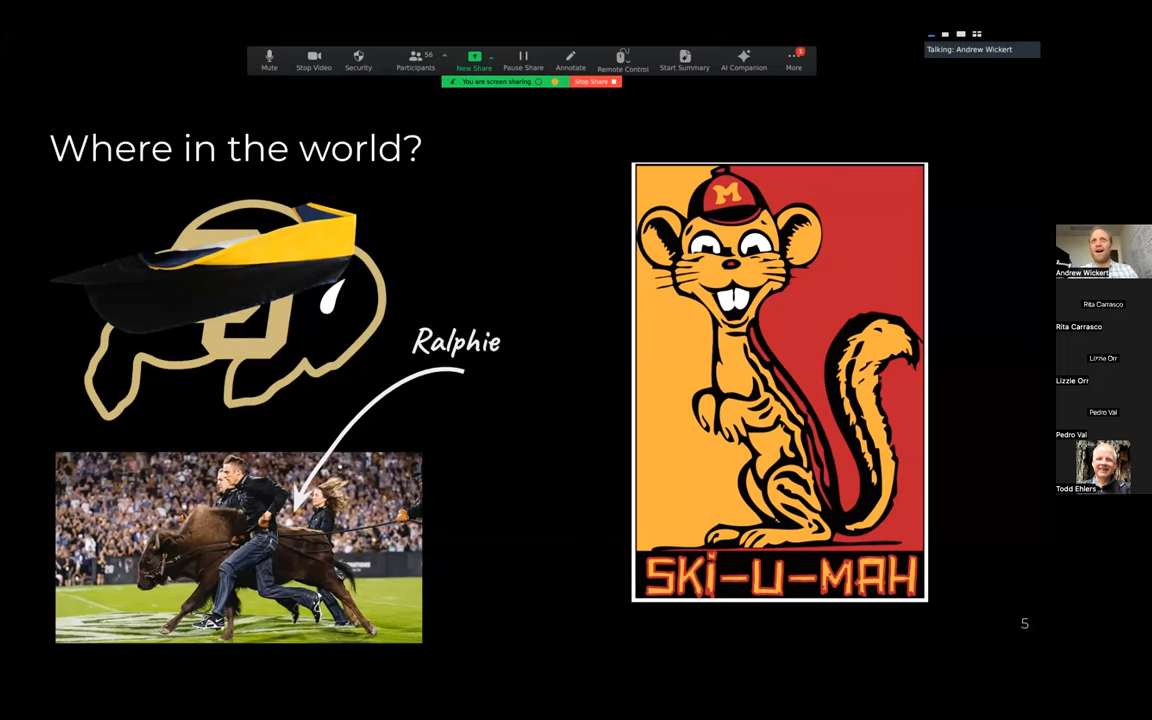 Talking: Andrew Wickert
56
1
Mute
Stop Video
Security
Participants
New Share
Pause Share
Annotate
Remote Control
Start Summary
AI Companion
More
You are screen sharing
Stop Share
Where in the world?
Ralphie
M
SKI-U-MAH
5
Andrew Wickert
Rita Carrasco
Rita Carrasco
Lizzie Orr
Lizzie Orr
Pedro Val
Pedro Val
Todd Ehlers